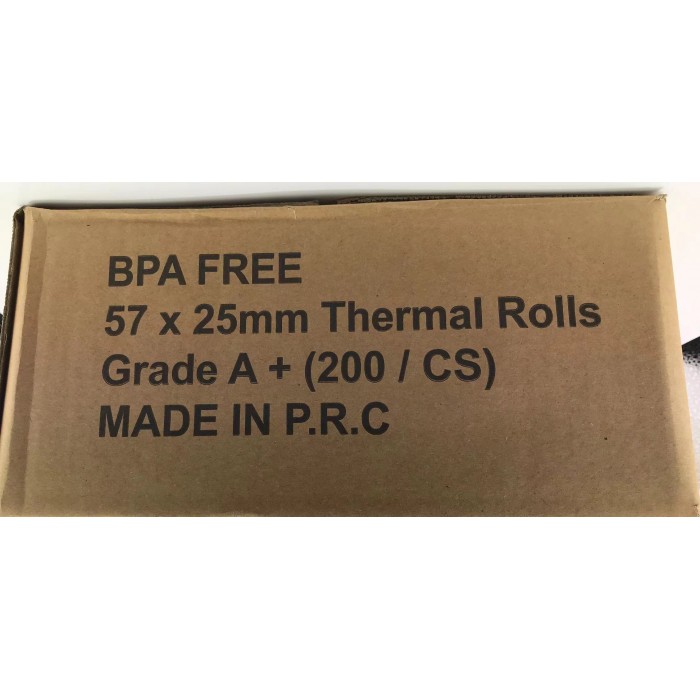 BPA FREE
57 x 25mm Thermal Rolls
Grade A + (200 / CS)
MADE IN P.R.C